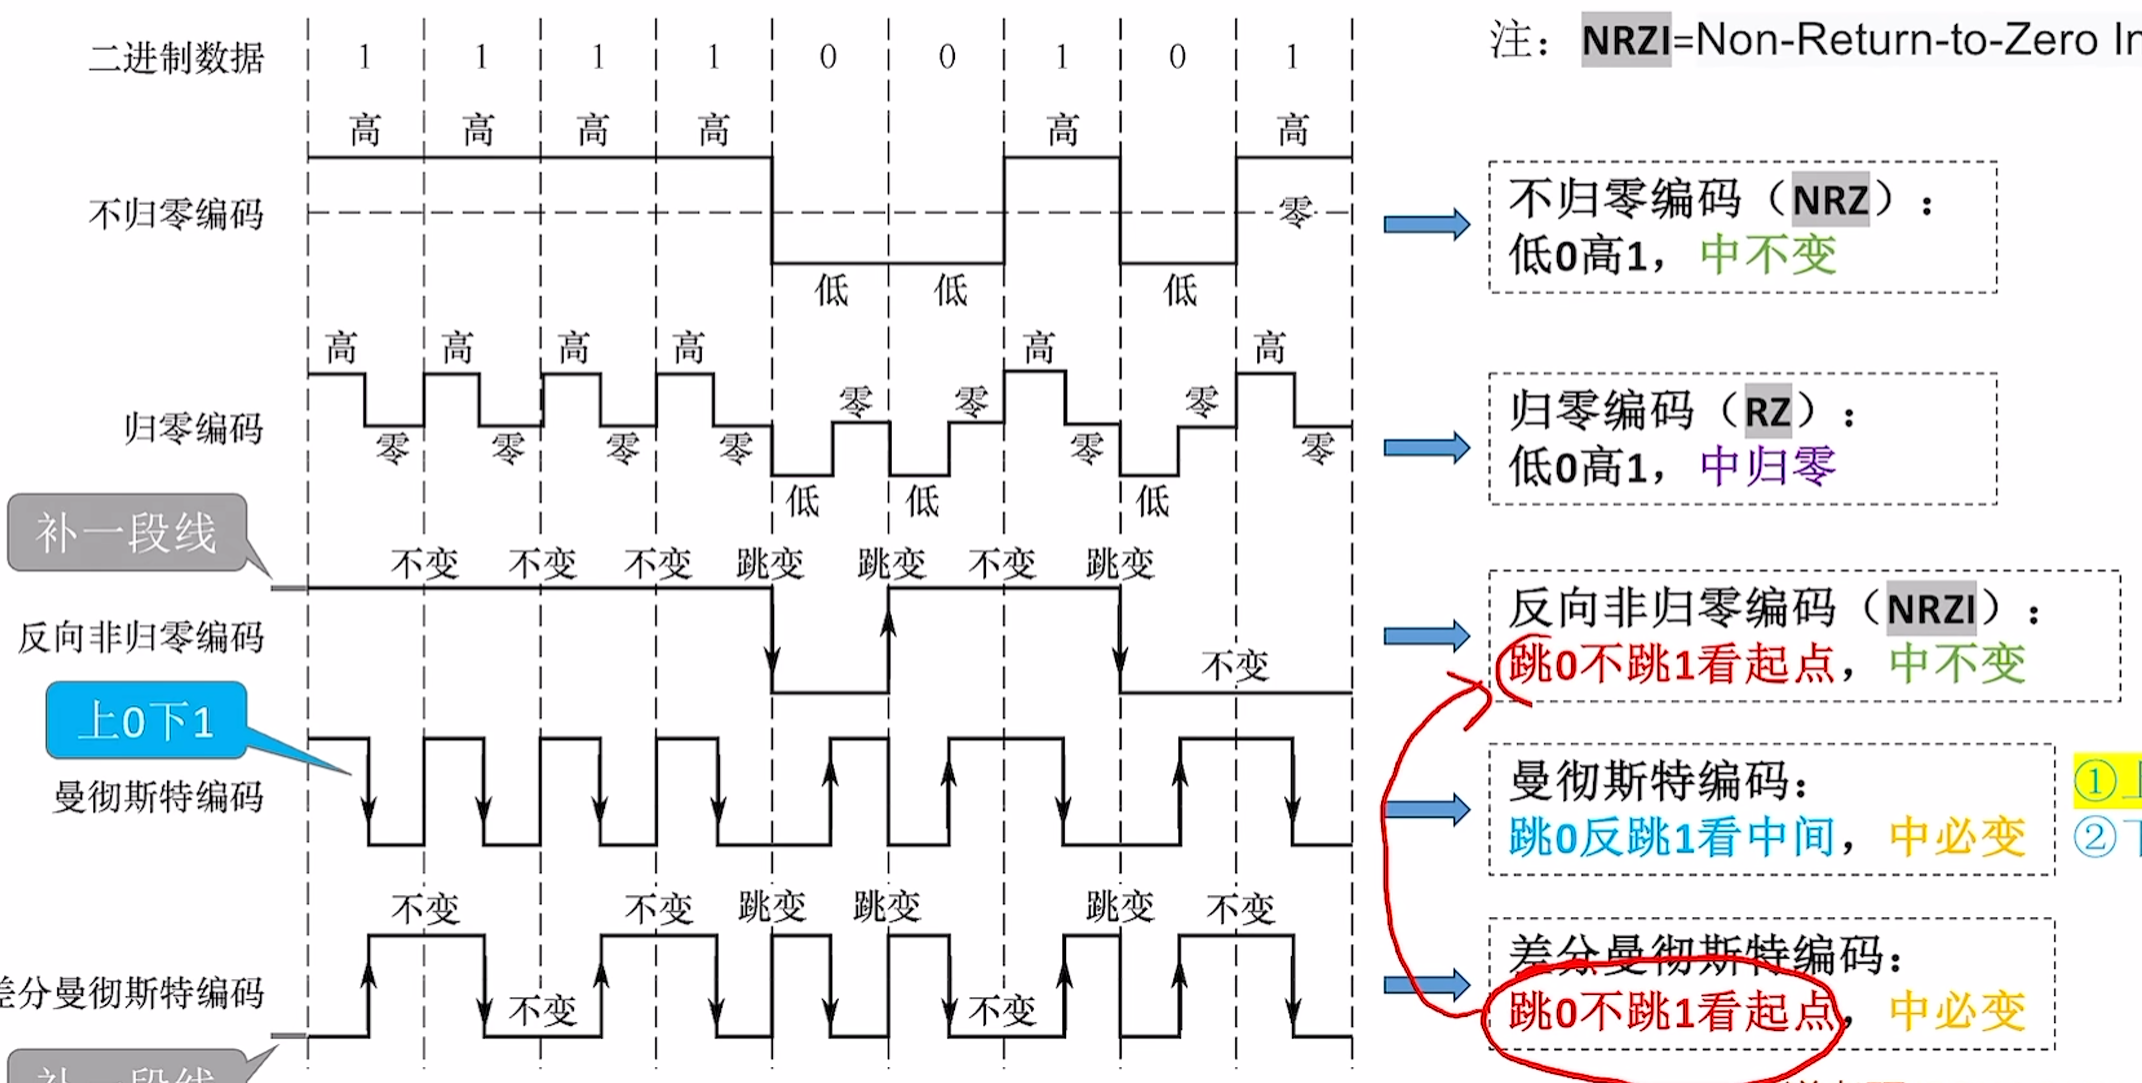 二进制数据 1 1 1 1 0 0 1 0 1
注：NRZI=Non-Return-to-Zero In
高 高 高 高 高 高
不归零编码 零
低 低 低
不归零编码（NRZ）：
低0高1，中不变
高 高 高 高 高 高
零 零 零
归零编码
零 零 零 零 零 零
低 低 低
归零编码（RZ）：
低0高1，中归零
补一段线
不变 不变 不变 跳变 跳变 不变 跳变
反向非归零编码
不变
反向非归零编码（NRZI）：
跳0不跳1看起点，中不变
上0下1
曼彻斯特编码
曼彻斯特编码：
跳0反跳1看中间，中必变
①上
②下
不变 不变 跳变 跳变 跳变 不变
差分曼彻斯特编码
不变 不变
差分曼彻斯特编码：
跳0不跳1看起点，中必变
补一段线